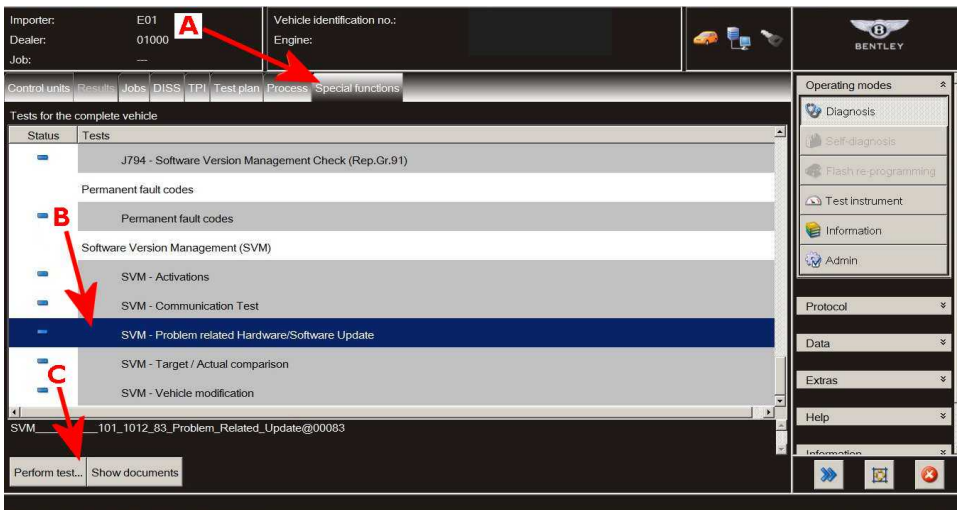 Importer: E01
Dealer: 01000
Job: ---
A
Vehicle identification no.:
Engine:
BENTLEY
Control units Results Jobs DISS TPI Test plan Process Special functions
Tests for the complete vehicle
Status Tests
J794 - Software Version Management Check (Rep.Gr.91)
Permanent fault codes
Permanent fault codes
B
Software Version Management (SVM)
SVM - Activations
SVM - Communication Test
SVM - Problem related Hardware/Software Update
SVM - Target / Actual comparison
C
SVM - Vehicle modification
SVM_________101_1012_83_Problem_Related_Update@00083
Perform test... Show documents
Operating modes
Diagnosis
Self-diagnosis
Flash re-programming
Test instrument
Information
Admin
Protocol
Data
Extras
Help
Information